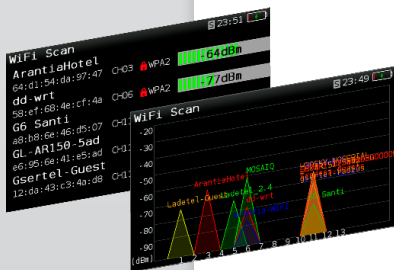 S 23:51
WiFi Scan
ArantiaHotel
64:d1:54:da:97:47 CH03 WPA2 -64dBm
dd-wrt
58:ef:68:4e:cf:4a CH06 WPA2 -77dBm
G6 Santi
a8:b8:6e:46:d5:07
GL-AR150-5ad
e6:95:6e:41:e5:ad
Gsertel-Guest
12:da:43:c3:4a:d8
S 23:49
WiFi Scan
-20
-30
-40
-50
-60
-70
-80
-90
(dBm)
MOSAIQ
ArantiaHotel
Ladetel-Guest
Ladetel_2.4
dd-wrt
Santi
1 2 3 4 5 6 7 8 9 10 11 12 13